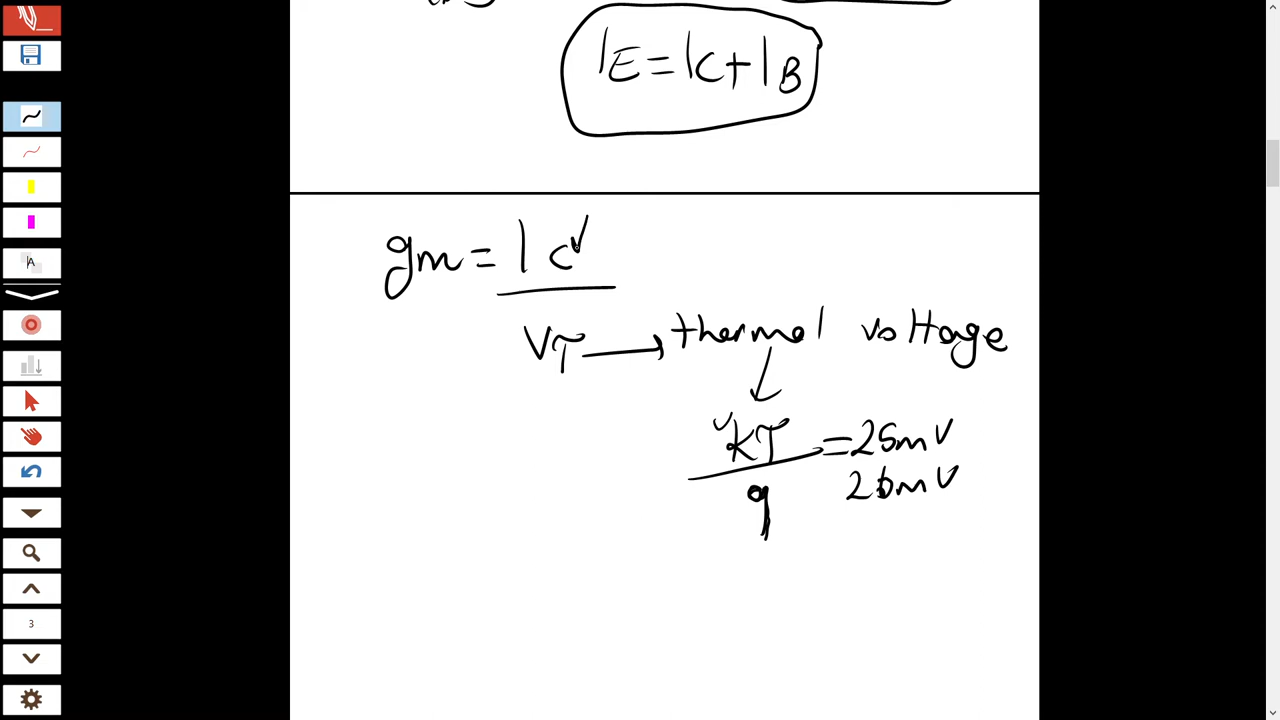 IE = IC + IB
gm = IC
VT → thermal voltage
KT = 25mV
q 26mV
A
3